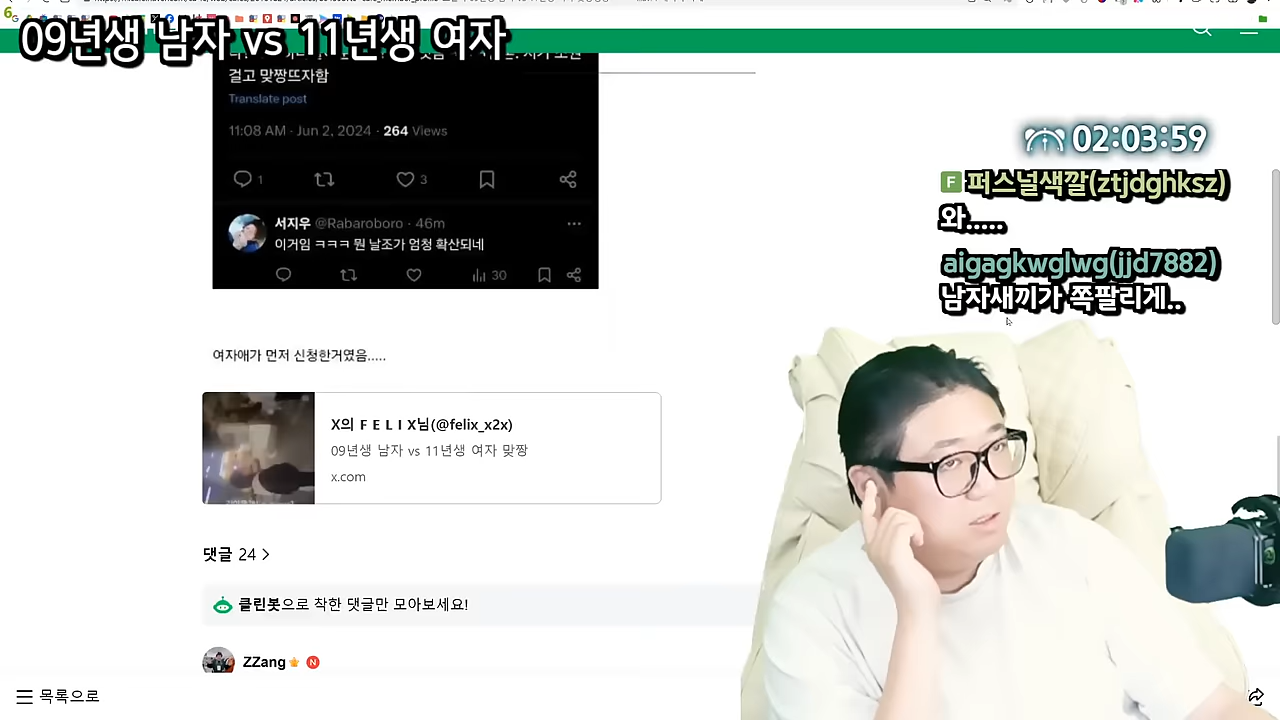 09년생 남자 vs 11년생 여자
걸고 맞짱뜨자함
Translate post
11:08 AM · Jun 2, 2024 · 264 Views
1
3
서지우 @Rabaroboro · 46m
이거임 ㅋㅋㅋ 뭔 날조가 엄청 확산되네
30
여자애가 먼저 신청한거였음.....
X의 F E L I X님(@felix_x2x)
09년생 남자 vs 11년생 여자 맞짱
x.com
댓글 24 >
클린봇으로 착한 댓글만 모아보세요!
ZZang N
목록으로
02:03:59
F 퍼스널색깔(ztjdghksz)
와.....
aigagkwglwg(jjd7882)
남자새끼가 쪽팔리게..